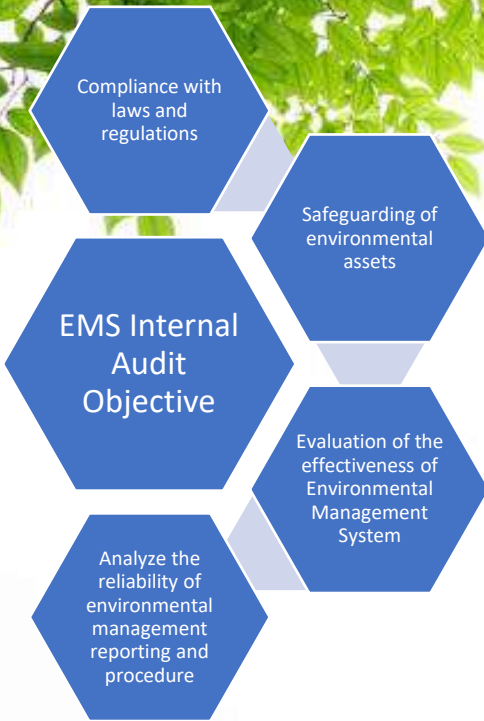 Compliance with
laws and
regulations
Safeguarding of
environmental
assets
EMS Internal
Audit
Objective
Evaluation of the
effectiveness of
Environmental
Management
System
Analyze the
reliability of
environmental
management
reporting and
procedure